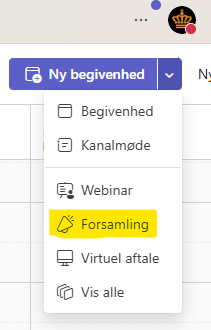 Ny begivenhed
Ny
Begivenhed
Kanalmøde
Webinar
Forsamling
Virtuel aftale
Vis alle